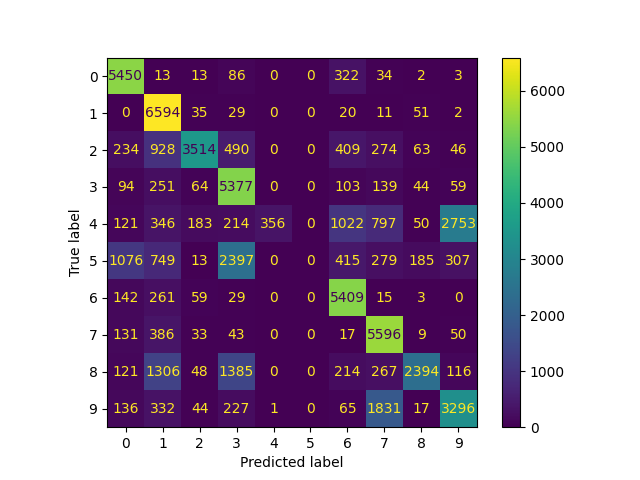 0 5450 13 13 86 0 0 322 34 2 3
1 0 6594 35 29 0 0 20 11 51 2
2 234 928 3514 490 0 0 409 274 63 46
3 94 251 64 5377 0 0 103 139 44 59
4 121 346 183 214 356 0 1022 797 50 2753
5 1076 749 13 2397 0 0 415 279 185 307
6 142 261 59 29 0 0 5409 15 3 0
7 131 386 33 43 0 0 17 5596 9 50
8 121 1306 48 1385 0 0 214 267 2394 116
9 136 332 44 227 1 0 65 1831 17 3296
0 1 2 3 4 5 6 7 8 9
Predicted label
True label
6000
5000
4000
3000
2000
1000
0